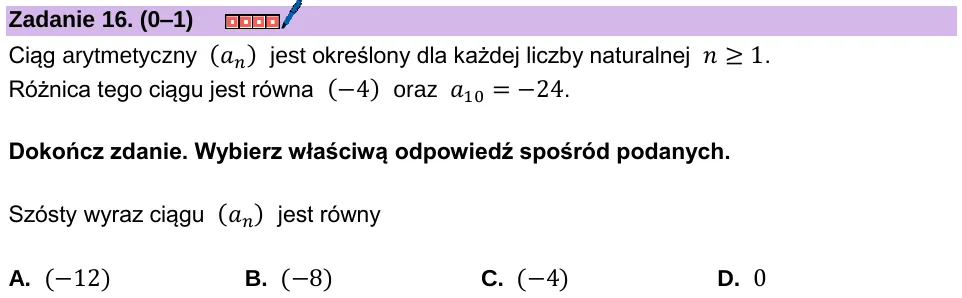 Zadanie 16. (0–1)
Ciąg arytmetyczny (aₙ) jest określony dla każdej liczby naturalnej n ≥ 1.
Różnica tego ciągu jest równa (−4) oraz a₁₀ = −24.
Dokończ zdanie. Wybierz właściwą odpowiedź spośród podanych.
Szósty wyraz ciągu (aₙ) jest równy
A. (−12) B. (−8) C. (−4) D. 0